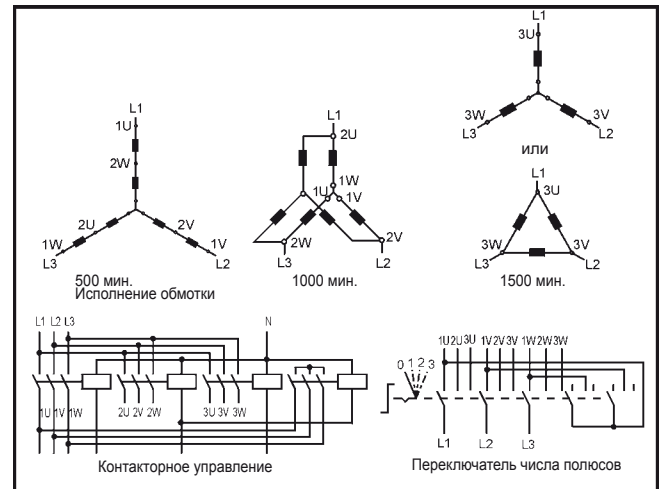 L1
1U
2W
2U
2V
1W
1V
L3
L2
500 мин.
Исполнение обмотки
L1
2U
1W
1U
1V
2W
2V
L3
L2
1000 мин.
L1
3U
3W
3V
L3
L2
или
L1
3U
3W
3V
L3
L2
1500 мин.
L1 L2 L3 N
1U 1V 1W 2U 2V 2W 3U 3V 3W
Контакторное управление
1U 2U 3U 1V 2V 3V 1W 2W 3W
0 1 2 3
L1 L2 L3
Переключатель числа полюсов